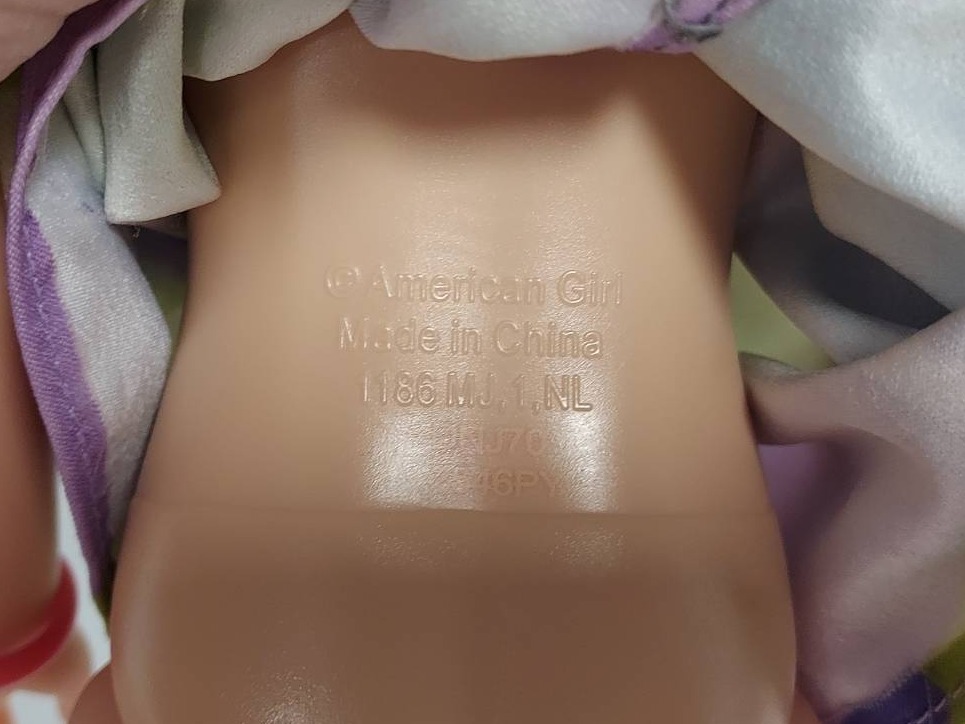 © American Girl
Made in China
1186 MJ,1,NL